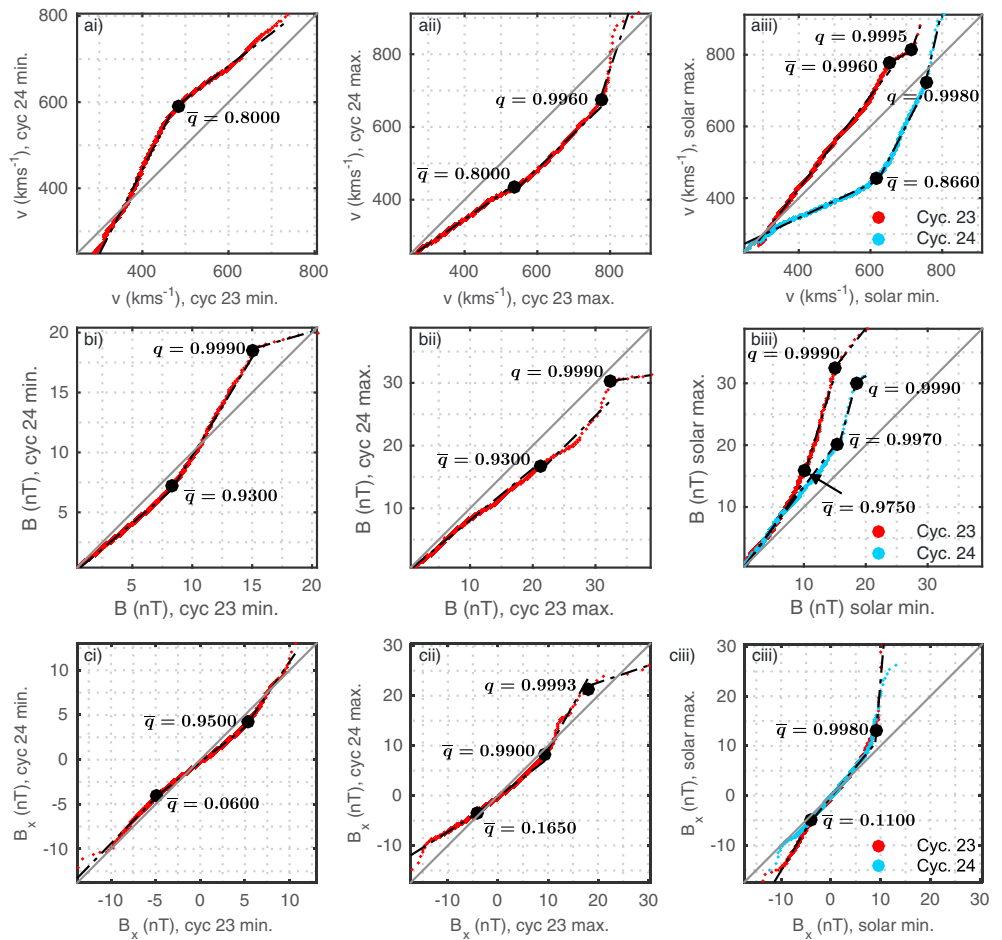 ai)
800
600
400
v (kms⁻¹), cyc 24 min.
q̅ = 0.8000
400
600
800
v (kms⁻¹), cyc 23 min.
aii)
800
600
400
v (kms⁻¹), cyc 24 max.
q = 0.9960
q̅ = 0.8000
400
600
800
v (kms⁻¹), cyc 23 max.
aiii)
800
600
400
v (kms⁻¹), solar max.
q = 0.9995
q̅ = 0.9960
q = 0.9980
q̅ = 0.8660
Cyc. 23
Cyc. 24
400
600
800
v (kms⁻¹), solar min.
bi)
20
15
10
5
B (nT), cyc 24 min.
q = 0.9990
q̅ = 0.9300
5
10
15
20
B (nT), cyc 23 min.
bii)
30
20
10
B (nT), cyc 24 max.
q = 0.9990
q̅ = 0.9300
10
20
30
B (nT), cyc 23 max.
biii)
30
20
10
B (nT) solar max.
q = 0.9990
q = 0.9990
q̅ = 0.9970
q̅ = 0.9750
Cyc. 23
Cyc. 24
10
20
30
B (nT) solar min.
ci)
10
5
0
-5
-10
Bₓ (nT), cyc 24 min.
q̅ = 0.9500
q̅ = 0.0600
-10
-5
0
5
10
Bₓ (nT), cyc 23 min.
cii)
30
20
10
0
-10
Bₓ (nT), cyc 24 max.
q = 0.9993
q̅ = 0.9900
q̅ = 0.1650
-10
0
10
20
30
Bₓ (nT), cyc 23 max.
ciii)
ciii)
30
20
10
0
-10
Bₓ (nT), solar max.
q̅ = 0.9980
q̅ = 0.1100
Cyc. 23
Cyc. 24
-10
0
10
20
30
Bₓ (nT), solar min.